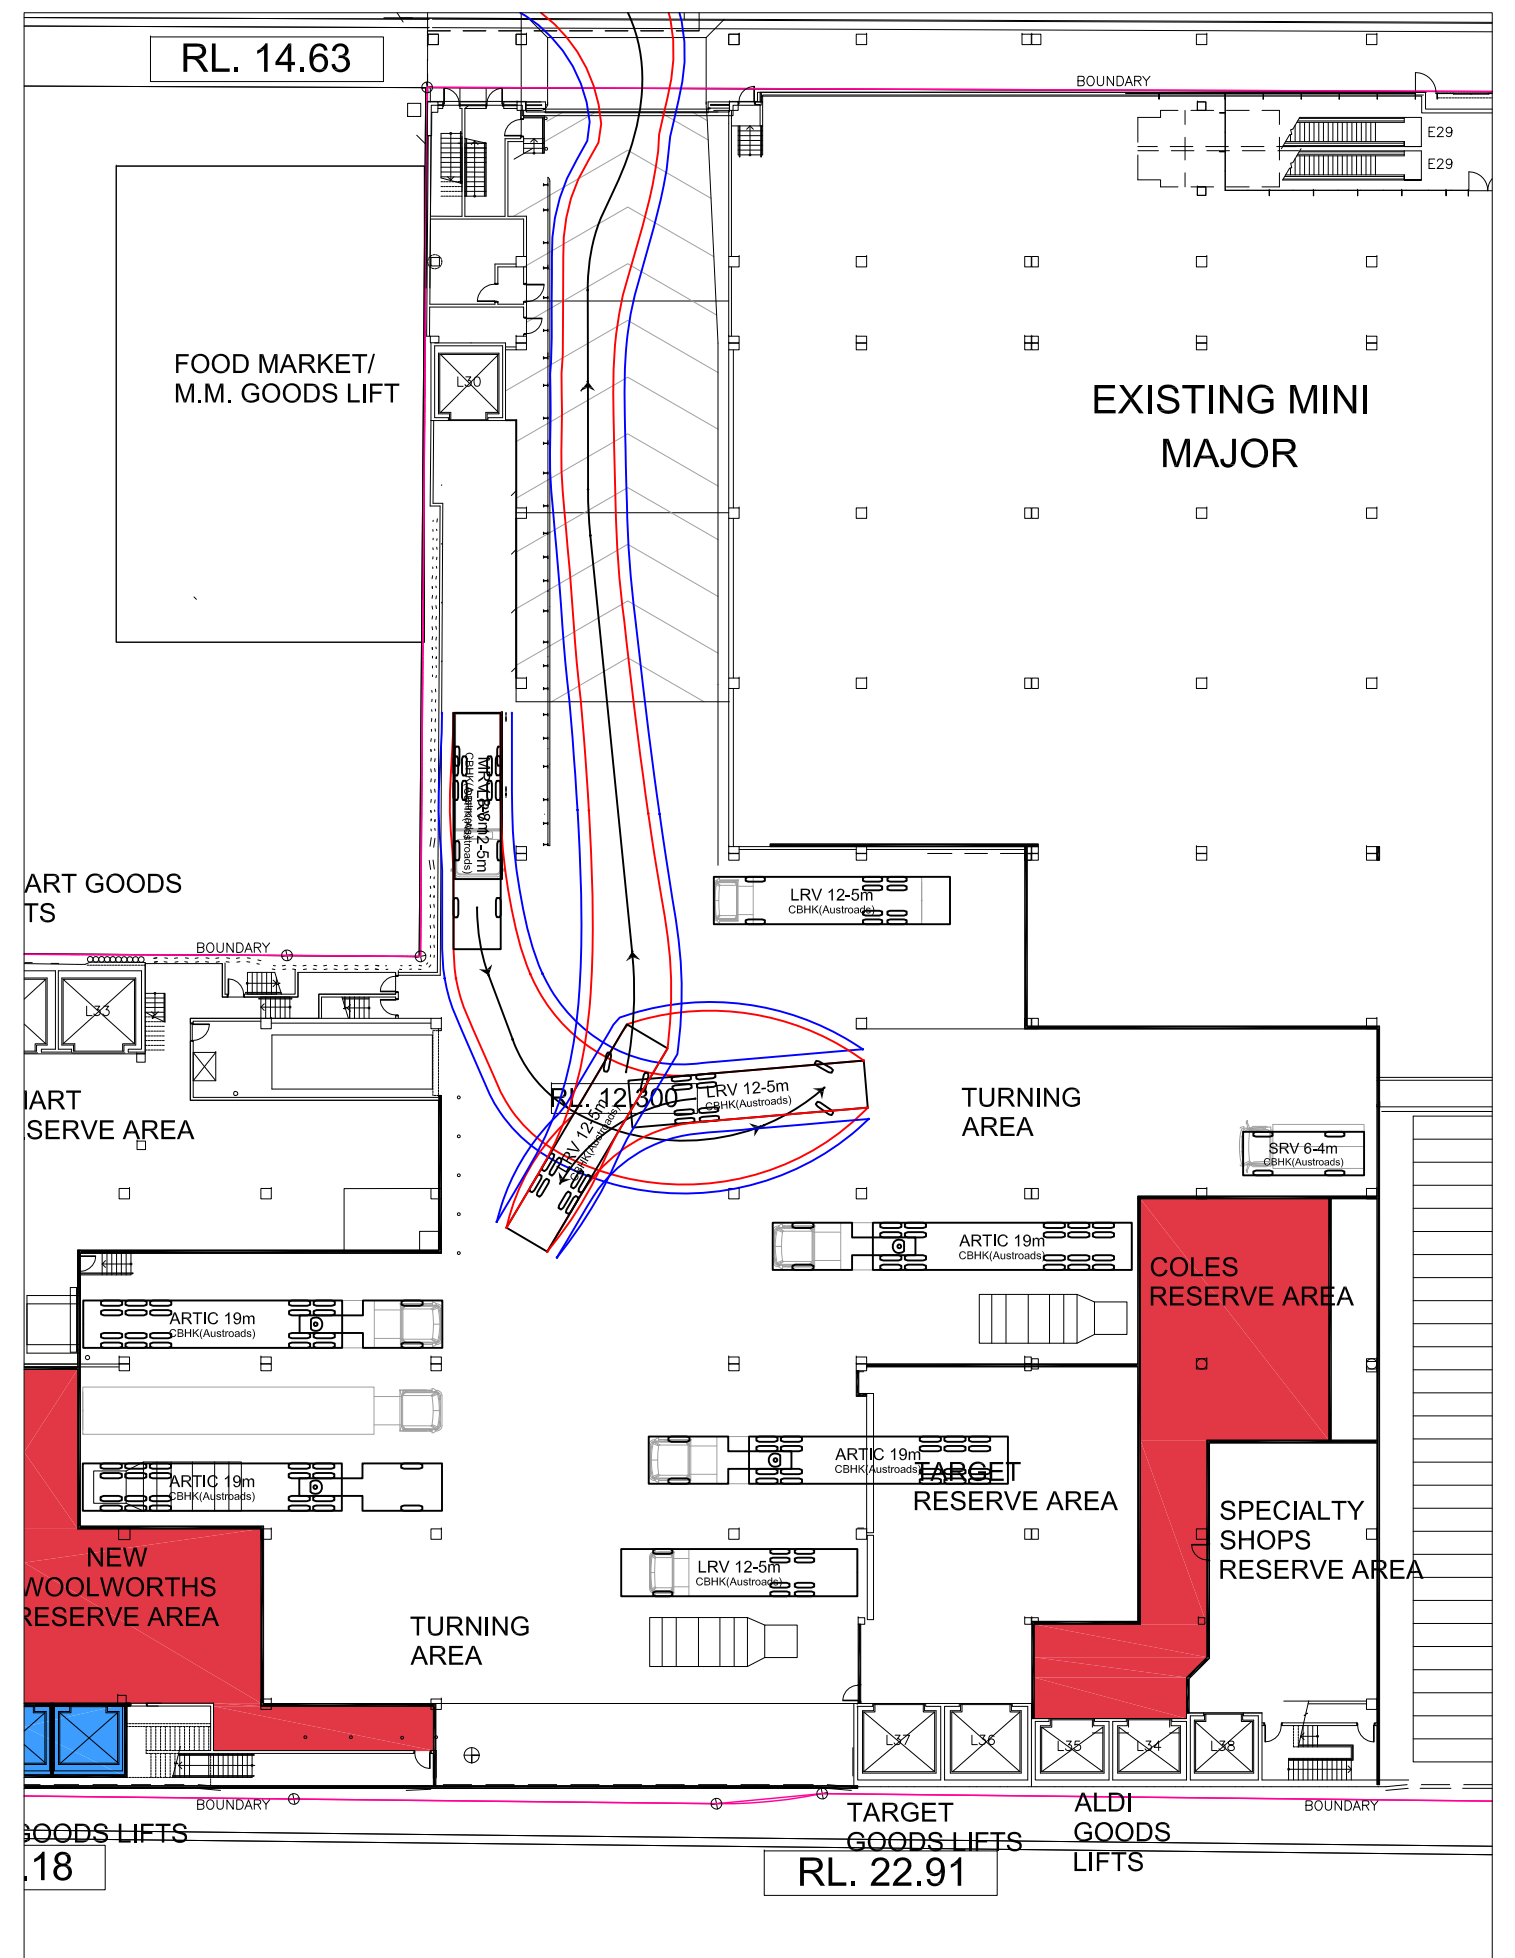 RL. 14.63
BOUNDARY
E29
E29
FOOD MARKET/
M.M. GOODS LIFT
L30
EXISTING MINI
MAJOR
ART GOODS
TS
LRV 12-5m
CBHK(Austroads)
BOUNDARY
L33
IART
SERVE AREA
RL. 12.300
LRV 12-5m
CBHK(Austroads)
LRV 12-5m
CBHK(Austroads)
TURNING
AREA
SRV 6-4m
CBHK(Austroads)
ARTIC 19m
CBHK(Austroads)
COLES
RESERVE AREA
ARTIC 19m
CBHK(Austroads)
ARTIC 19m
CBHK(Austroads)
TARGET
RESERVE AREA
ARTIC 19m
CBHK(Austroads)
SPECIALTY
SHOPS
RESERVE AREA
NEW
WOOLWORTHS
RESERVE AREA
LRV 12-5m
CBHK(Austroads)
TURNING
AREA
L37
L36
L35
L34
L38
BOUNDARY
BOUNDARY
TARGET
GOODS LIFTS
ALDI
GOODS
LIFTS
GOODS LIFTS
.18
RL. 22.91